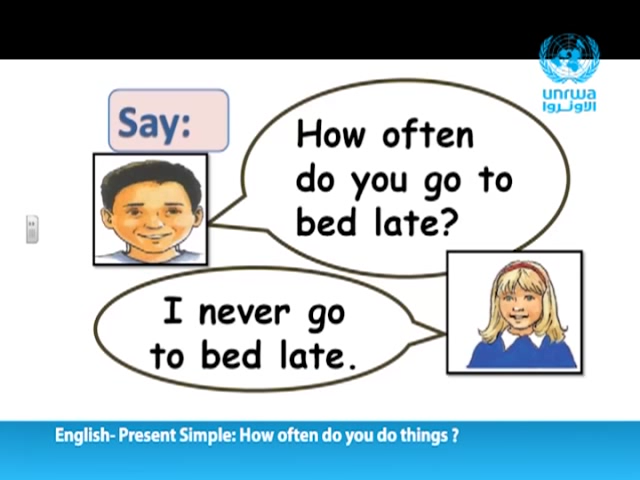 unrwa
الاونروا
Say:
How often
do you go to
bed late?
I never go
to bed late.
English- Present Simple: How often do you do things ?